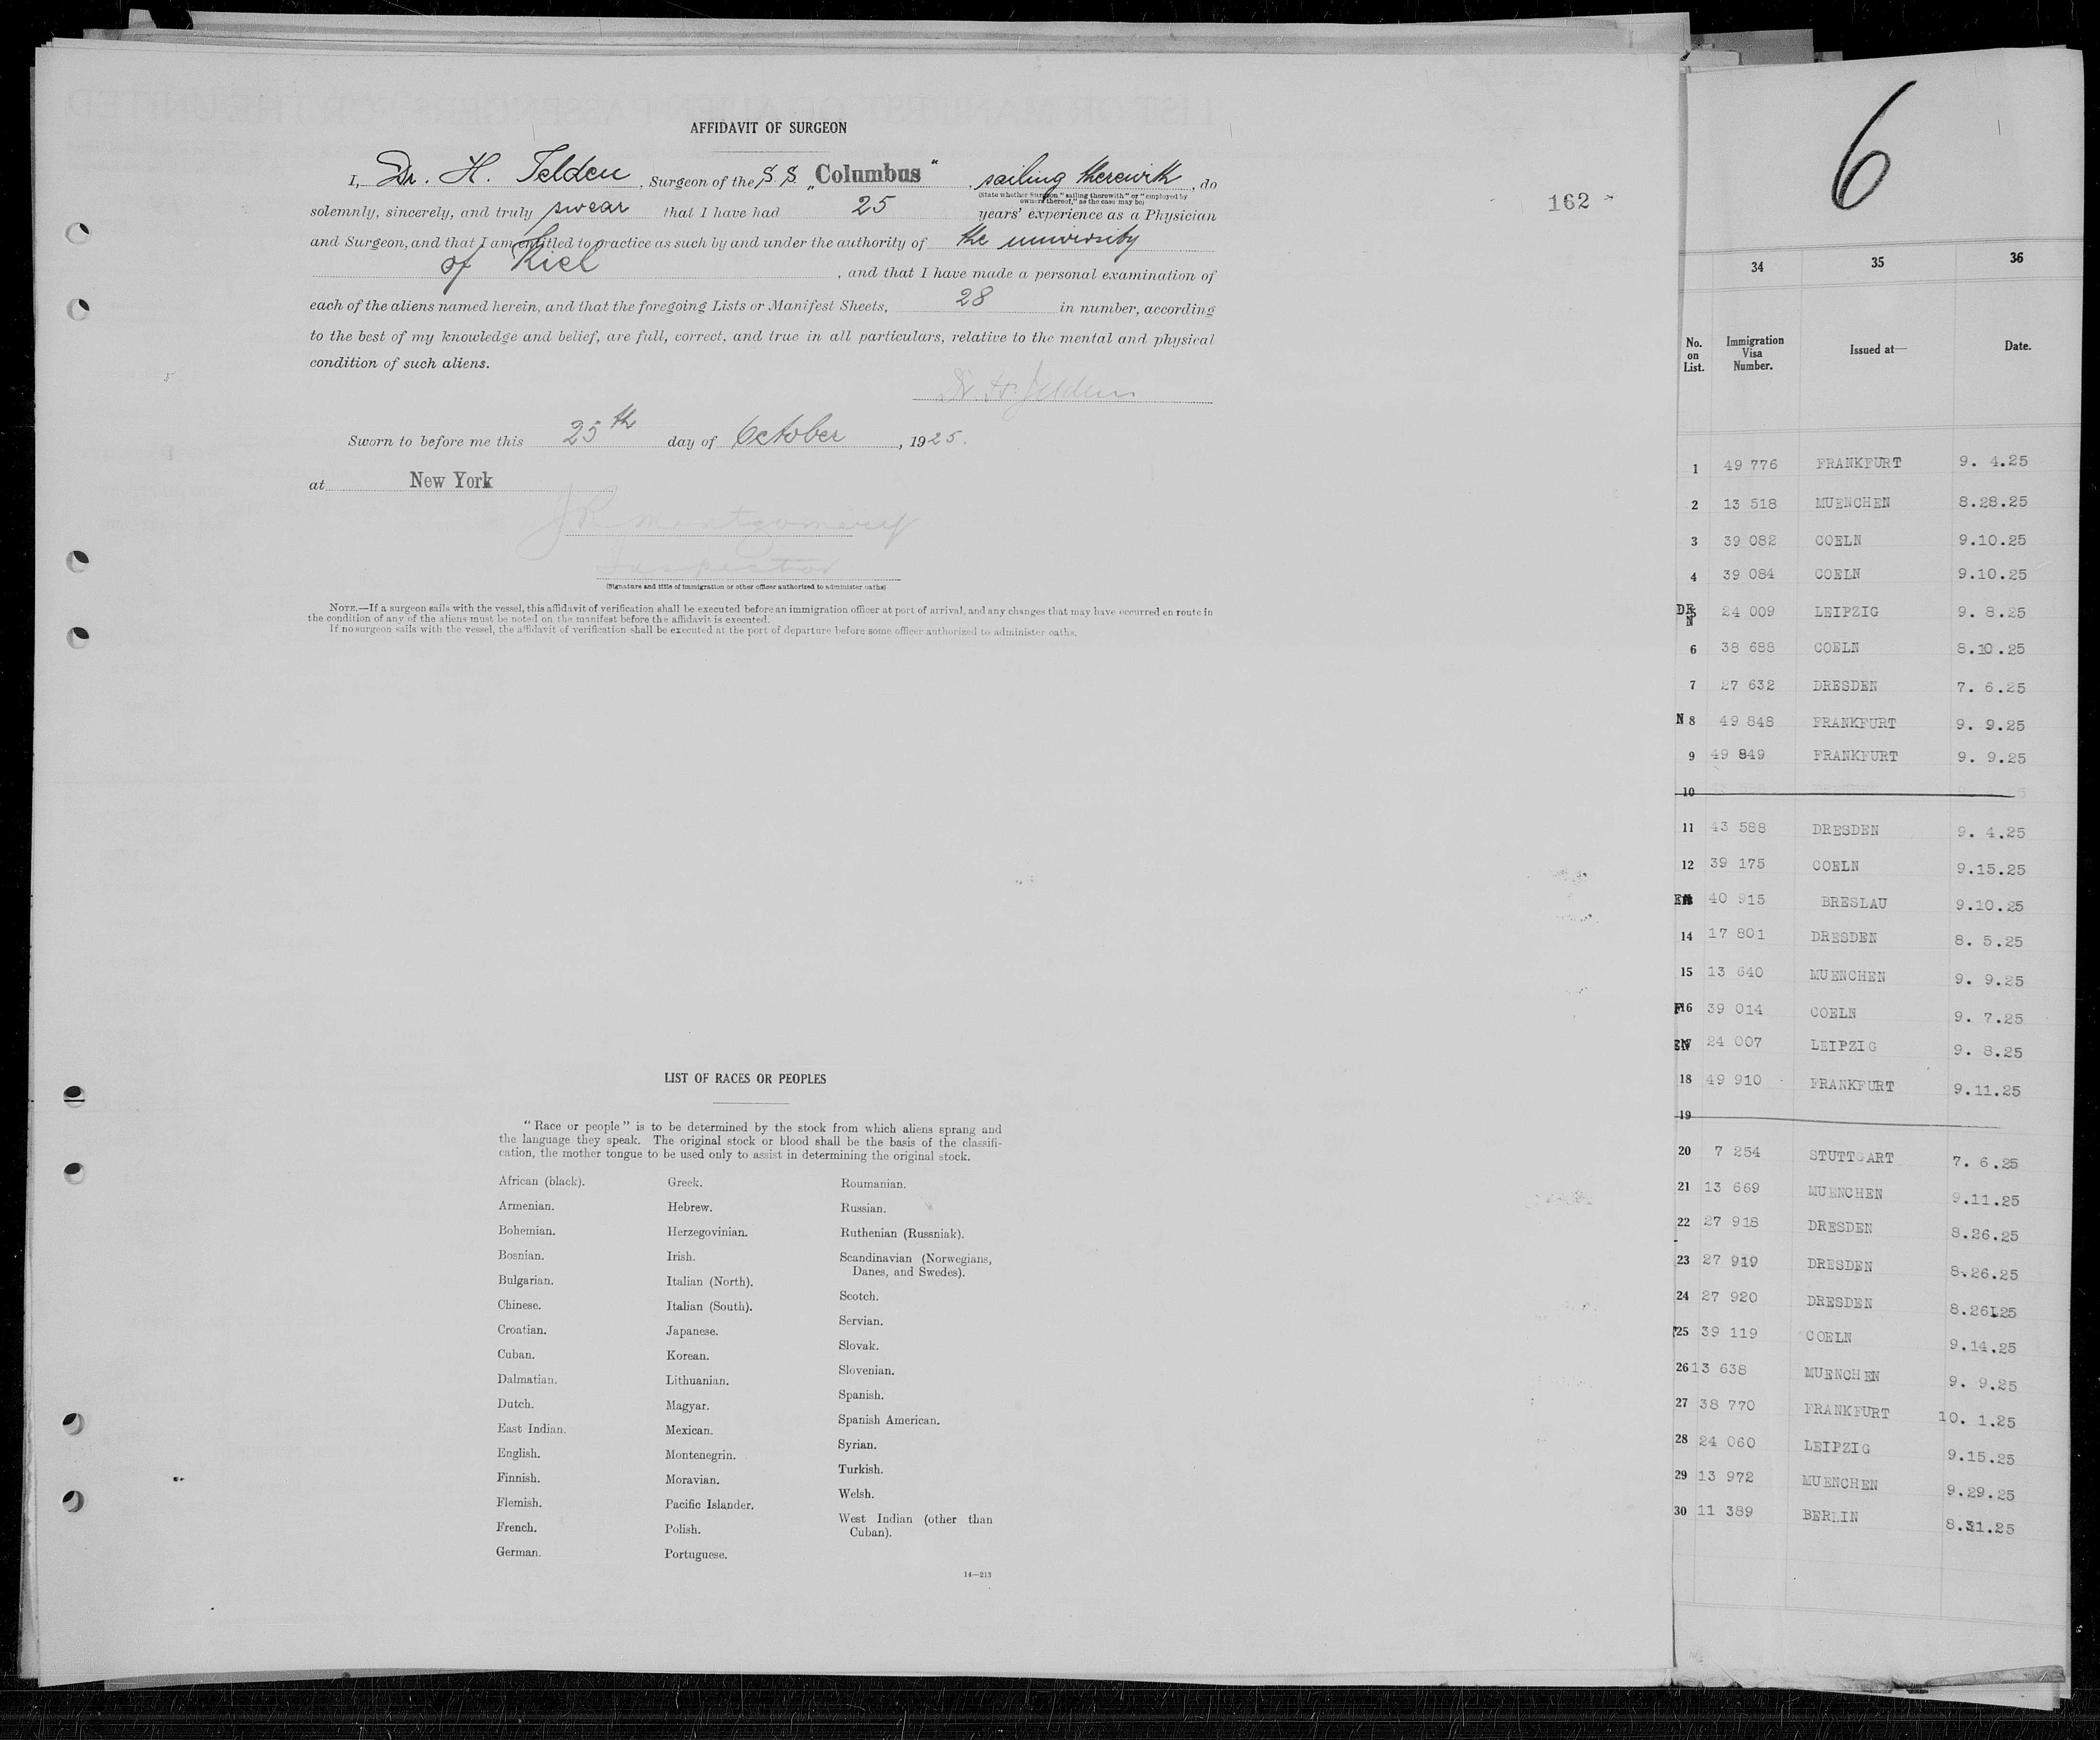 AFFIDAVIT OF SURGEON
I, Dr. H. Jelden, Surgeon of the S. S. „Columbus", sailing therewith, do
(State whether Surgeon "sailing therewith" or "employed by
owners thereof," as the case may be)
solemnly, sincerely, and truly swear that I have had 25 years' experience as a Physician
and Surgeon, and that I am entitled to practice as such by and under the authority of the university
of Kiel, and that I have made a personal examination of
each of the aliens named herein, and that the foregoing Lists or Manifest Sheets, 28 in number, according
to the best of my knowledge and belief, are full, correct, and true in all particulars, relative to the mental and physical
condition of such aliens.
Dr. H. Jelden
Sworn to before me this 25th day of October, 1925.
at New York
J R Montgomery
Inspector
(Signature and title of immigration or other officer authorized to administer oaths)
NOTE.—If a surgeon sails with the vessel, this affidavit of verification shall be executed before an immigration officer at port of arrival, and any changes that may have occurred en route in
the condition of any of the aliens must be noted on the manifest before the affidavit is executed.
If no surgeon sails with the vessel, the affidavit of verification shall be executed at the port of departure before some officer authorized to administer oaths.
162
LIST OF RACES OR PEOPLES
"Race or people" is to be determined by the stock from which aliens sprang and
the language they speak. The original stock or blood shall be the basis of the classifi-
cation, the mother tongue to be used only to assist in determining the original stock.
African (black).
Armenian.
Bohemian.
Bosnian.
Bulgarian.
Chinese.
Croatian.
Cuban.
Dalmatian.
Dutch.
East Indian.
English.
Finnish.
Flemish.
French.
German.
Greek.
Hebrew.
Herzegovinian.
Irish.
Italian (North).
Italian (South).
Japanese.
Korean.
Lithuanian.
Magyar.
Mexican.
Montenegrin.
Moravian.
Pacific Islander.
Polish.
Portuguese.
Roumanian.
Russian.
Ruthenian (Russniak).
Scandinavian (Norwegians,
Danes, and Swedes).
Scotch.
Servian.
Slovak.
Slovenian.
Spanish.
Spanish American.
Syrian.
Turkish.
Welsh.
West Indian (other than
Cuban).
14—213
6
34 35 36
No. on List. Immigration Visa Number. Issued at— Date.
1 49 776 FRANKFURT 9. 4.25
2 13 518 MUENCHEN 8.28.25
3 39 082 COELN 9.10.25
4 39 084 COELN 9.10.25
5 24 009 LEIPZIG 9. 8.25
6 38 688 COELN 8.10.25
7 27 632 DRESDEN 7. 6.25
N 8 49 848 FRANKFURT 9. 9.25
9 49 849 FRANKFURT 9. 9.25
10
11 43 588 DRESDEN 9. 4.25
12 39 175 COELN 9.15.25
40 915 BRESLAU 9.10.25
14 17 801 DRESDEN 8. 5.25
15 13 640 MUENCHEN 9. 9.25
16 39 014 COELN 9. 7.25
24 007 LEIPZIG 9. 8.25
18 49 910 FRANKFURT 9.11.25
19
20 7 254 STUTTGART 7. 6.25
21 13 669 MUENCHEN 9.11.25
22 27 918 DRESDEN 8.26.25
23 27 919 DRESDEN 8.26.25
24 27 920 DRESDEN 8.26.25
25 39 119 COELN 9.14.25
26 13 638 MUENCHEN 9. 9.25
27 38 770 FRANKFURT 10. 1.25
28 24 060 LEIPZIG 9.15.25
29 13 972 MUENCHEN 9.29.25
30 11 389 BERLIN 8.31.25